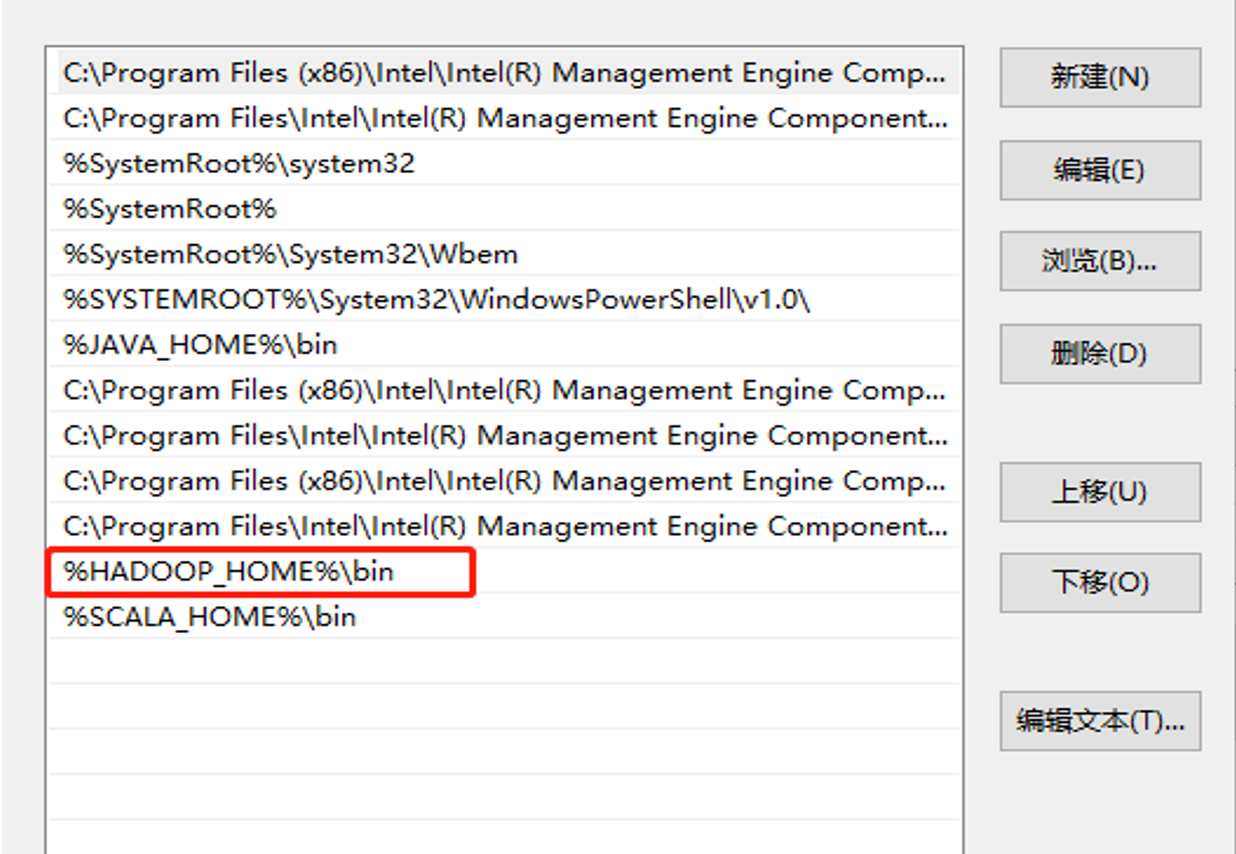 C:\Program Files (x86)\Intel\Intel(R) Management Engine Comp...
C:\Program Files\Intel\Intel(R) Management Engine Component...
%SystemRoot%\system32
%SystemRoot%
%SystemRoot%\System32\Wbem
%SYSTEMROOT%\System32\WindowsPowerShell\v1.0\
%JAVA_HOME%\bin
C:\Program Files (x86)\Intel\Intel(R) Management Engine Comp...
C:\Program Files\Intel\Intel(R) Management Engine Component...
C:\Program Files (x86)\Intel\Intel(R) Management Engine Comp...
C:\Program Files\Intel\Intel(R) Management Engine Component...
%HADOOP_HOME%\bin
%SCALA_HOME%\bin
新建(N)
编辑(E)
浏览(B)...
删除(D)
上移(U)
下移(O)
编辑文本(T)...